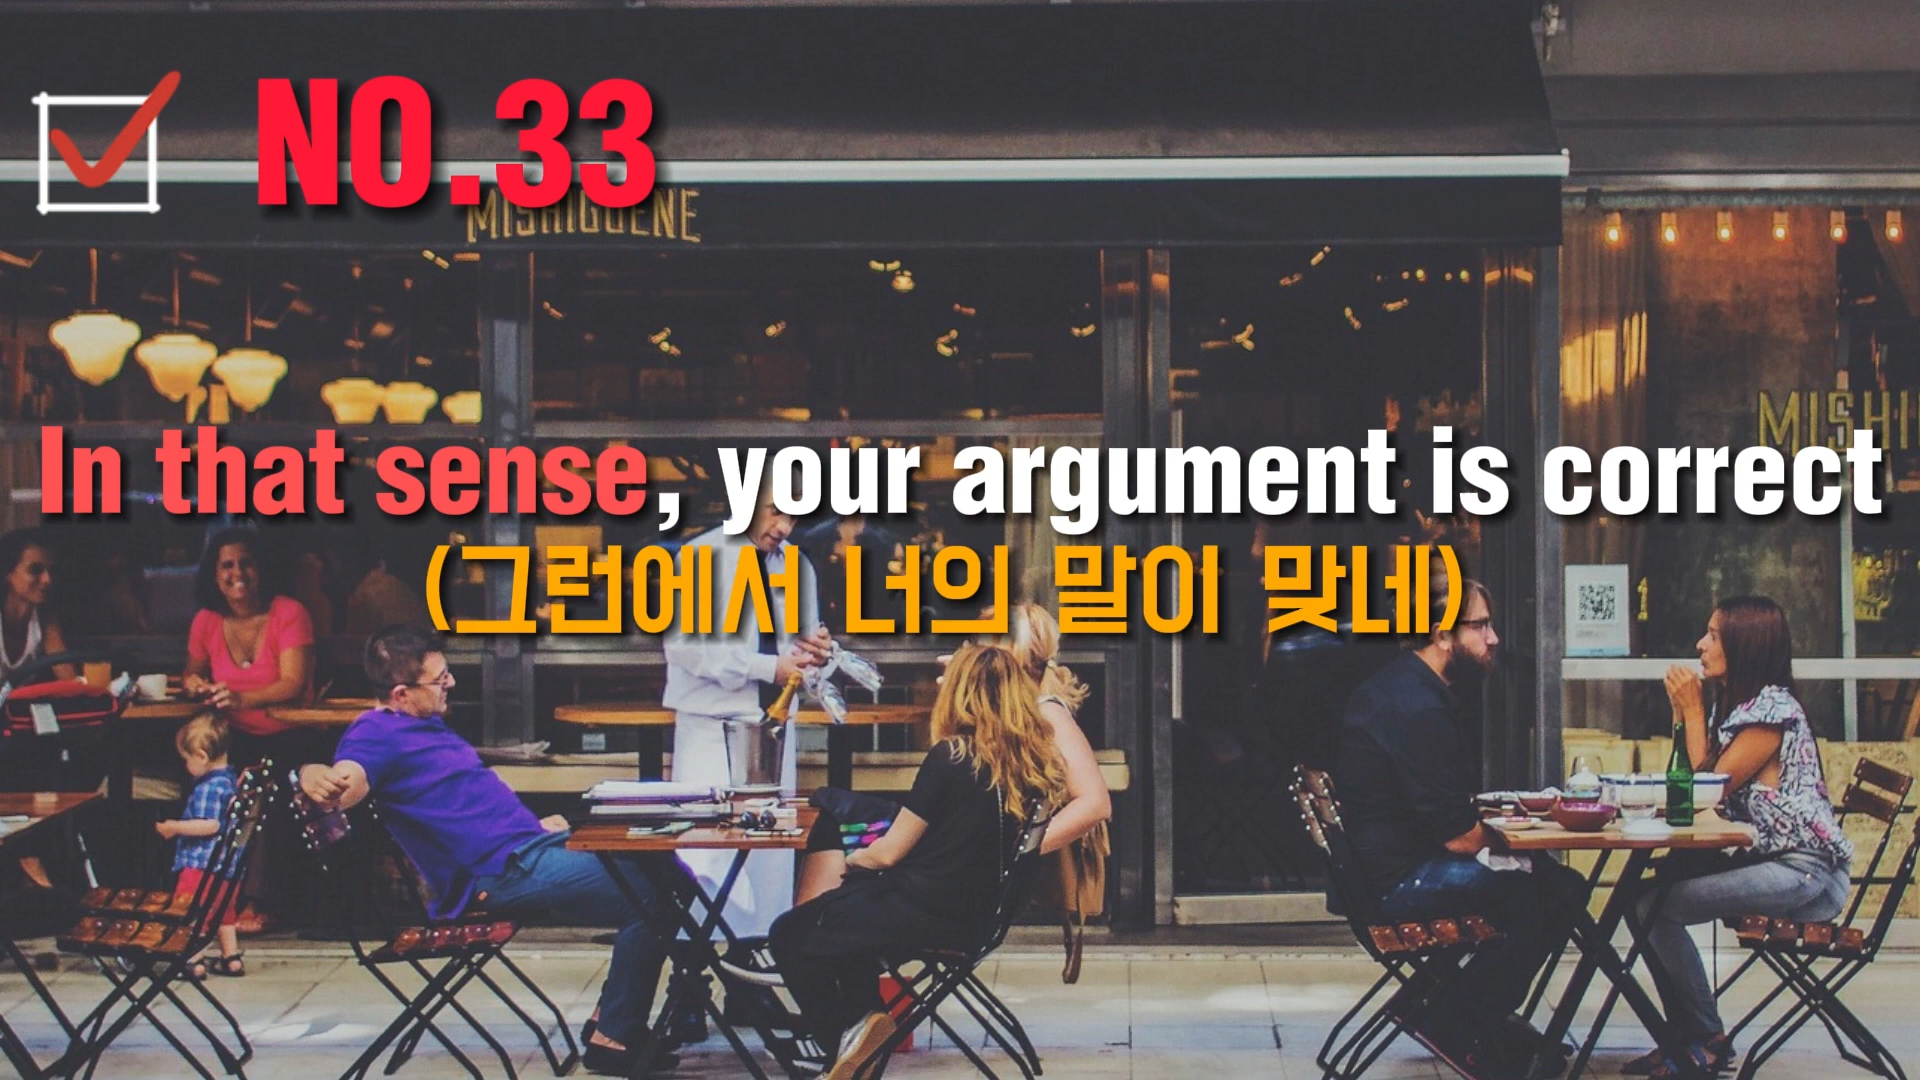 NO.33
MISHIGUENE
In that sense, your argument is correct
(그런에서 너의 말이 맞네)
MISHI